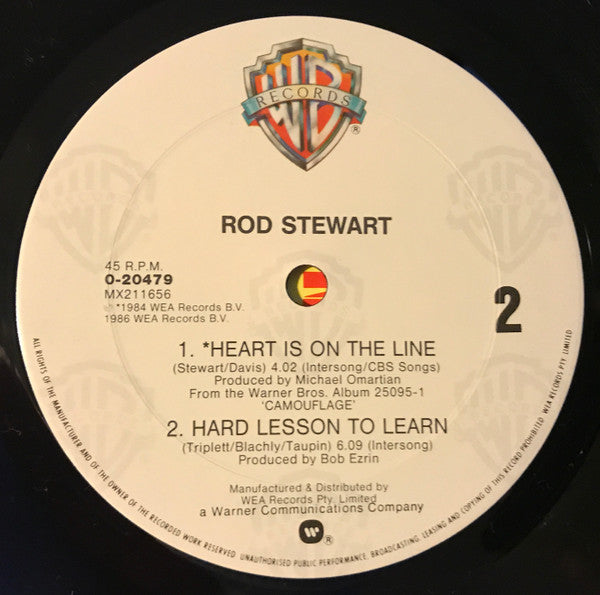 WB
RECORDS
®
ROD STEWART
45 R.P.M.
0-20479
MX211656
℗ *1984 WEA Records B.V.
1986 WEA Records B.V.
2
1. *HEART IS ON THE LINE
(Stewart/Davis) 4.02 (Intersong/CBS Songs)
Produced by Michael Omartian
From the Warner Bros. Album 25095-1
'CAMOUFLAGE'
2. HARD LESSON TO LEARN
(Triplett/Blachly/Taupin) 6.09 (Intersong)
Produced by Bob Ezrin
Manufactured & Distributed by
WEA Records Pty. Limited
a Warner Communications Company
®
ALL RIGHTS OF THE MANUFACTURER AND OF THE OWNER OF THE RECORDED WORK RESERVED. UNAUTHORISED PUBLIC PERFORMANCE, BROADCASTING, LEASING AND COPYING OF THIS RECORD PROHIBITED. WEA RECORDS PTY. LIMITED